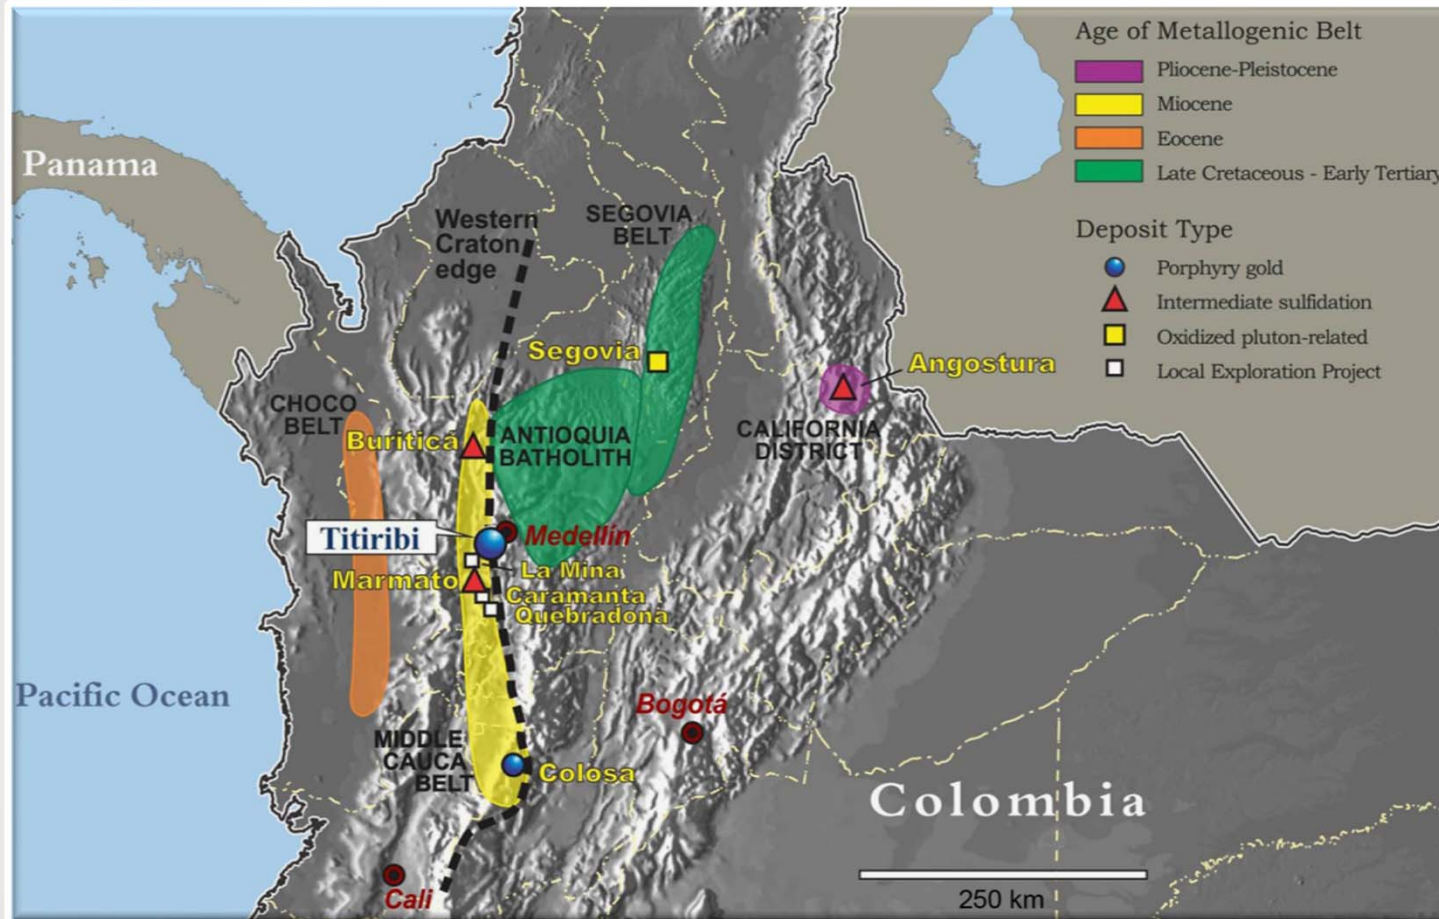 Age of Metallogenic Belt
Pliocene-Pleistocene
Miocene
Eocene
Late Cretaceous - Early Tertiary
Deposit Type
Porphyry gold
Intermediate sulfidation
Oxidized pluton-related
Local Exploration Project
Panama
Western
Craton
edge
SEGOVIA
BELT
Segovia
Angostura
CHOCO
BELT
Buriticá
ANTIOQUIA
BATHOLITH
CALIFORNIA
DISTRICT
Titiribi
Medellín
La Mina
Marmato
Caramanta
Quebradona
Pacific Ocean
Bogotá
MIDDLE
CAUCA
BELT
Colosa
Colombia
Cali
250 km